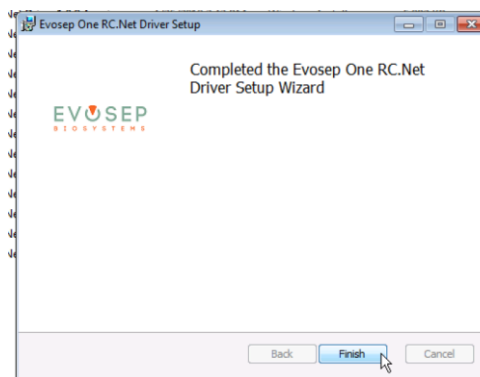 Evosep One RC.Net Driver Setup
Completed the Evosep One RC.Net
Driver Setup Wizard
EVOSEP
BIOSYSTEMS
Back
Finish
Cancel